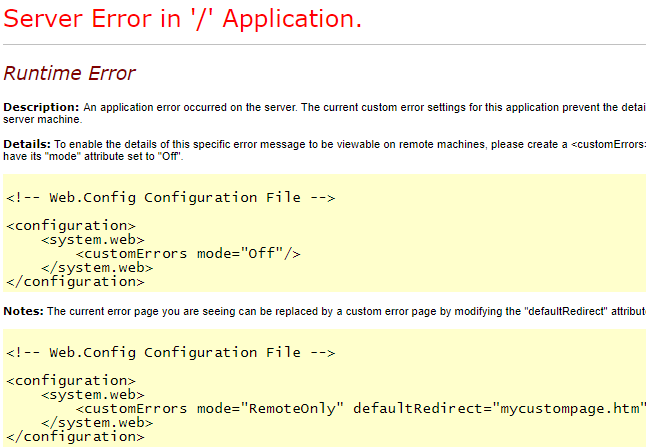 Server Error in '/' Application.
Runtime Error
Description: An application error occurred on the server. The current custom error settings for this application prevent the detai
server machine.
Details: To enable the details of this specific error message to be viewable on remote machines, please create a <customErrors>
have its "mode" attribute set to "Off".
<!-- Web.Config Configuration File -->
<configuration>
    <system.web>
        <customErrors mode="Off"/>
    </system.web>
</configuration>
Notes: The current error page you are seeing can be replaced by a custom error page by modifying the "defaultRedirect" attribut
<!-- Web.Config Configuration File -->
<configuration>
    <system.web>
        <customErrors mode="RemoteOnly" defaultRedirect="mycustompage.htm"
    </system.web>
</configuration>